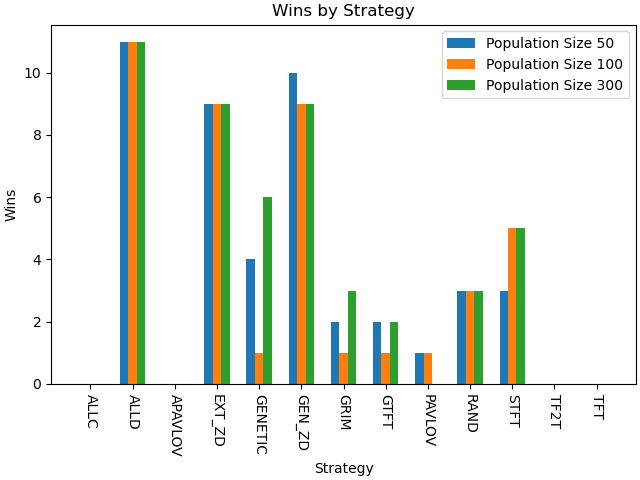 Wins by Strategy
Population Size 50
Population Size 100
Population Size 300
Wins
10
8
6
4
2
0
ALLC
ALLD
APAVLOV
EXT_ZD
GENETIC
GEN_ZD
GRIM
GTFT
PAVLOV
RAND
STFT
TF2T
TFT
Strategy